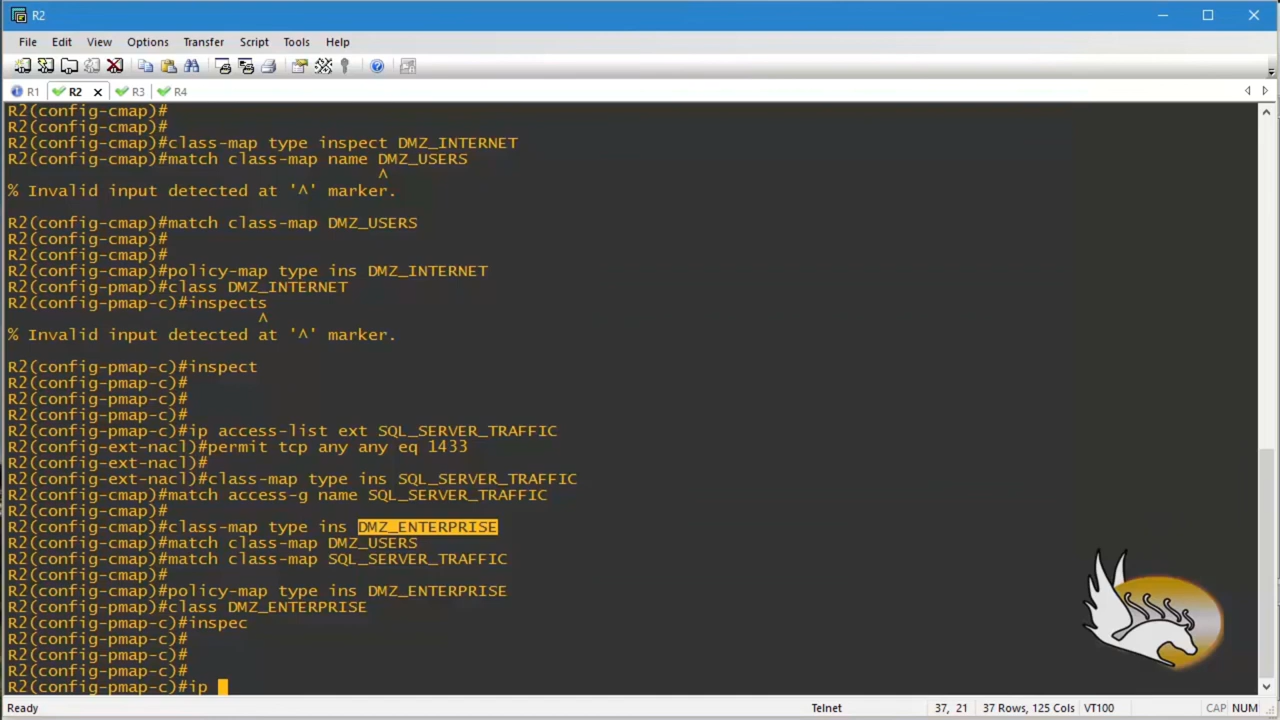 R2
File Edit View Options Transfer Script Tools Help
R1 R2 R3 R4
R2(config-cmap)#
R2(config-cmap)#
R2(config-cmap)#class-map type inspect DMZ_INTERNET
R2(config-cmap)#match class-map name DMZ_USERS
^
% Invalid input detected at '^' marker.
R2(config-cmap)#match class-map DMZ_USERS
R2(config-cmap)#
R2(config-cmap)#
R2(config-cmap)#policy-map type ins DMZ_INTERNET
R2(config-pmap)#class DMZ_INTERNET
R2(config-pmap-c)#inspects
^
% Invalid input detected at '^' marker.
R2(config-pmap-c)#inspect
R2(config-pmap-c)#
R2(config-pmap-c)#
R2(config-pmap-c)#
R2(config-pmap-c)#ip access-list ext SQL_SERVER_TRAFFIC
R2(config-ext-nacl)#permit tcp any any eq 1433
R2(config-ext-nacl)#
R2(config-ext-nacl)#class-map type ins SQL_SERVER_TRAFFIC
R2(config-cmap)#match access-g name SQL_SERVER_TRAFFIC
R2(config-cmap)#
R2(config-cmap)#class-map type ins DMZ_ENTERPRISE
R2(config-cmap)#match class-map DMZ_USERS
R2(config-cmap)#match class-map SQL_SERVER_TRAFFIC
R2(config-cmap)#
R2(config-cmap)#policy-map type ins DMZ_ENTERPRISE
R2(config-pmap)#class DMZ_ENTERPRISE
R2(config-pmap-c)#inspec
R2(config-pmap-c)#
R2(config-pmap-c)#
R2(config-pmap-c)#
R2(config-pmap-c)#ip
Ready Telnet 37, 21 37 Rows, 125 Cols VT100 CAP NUM